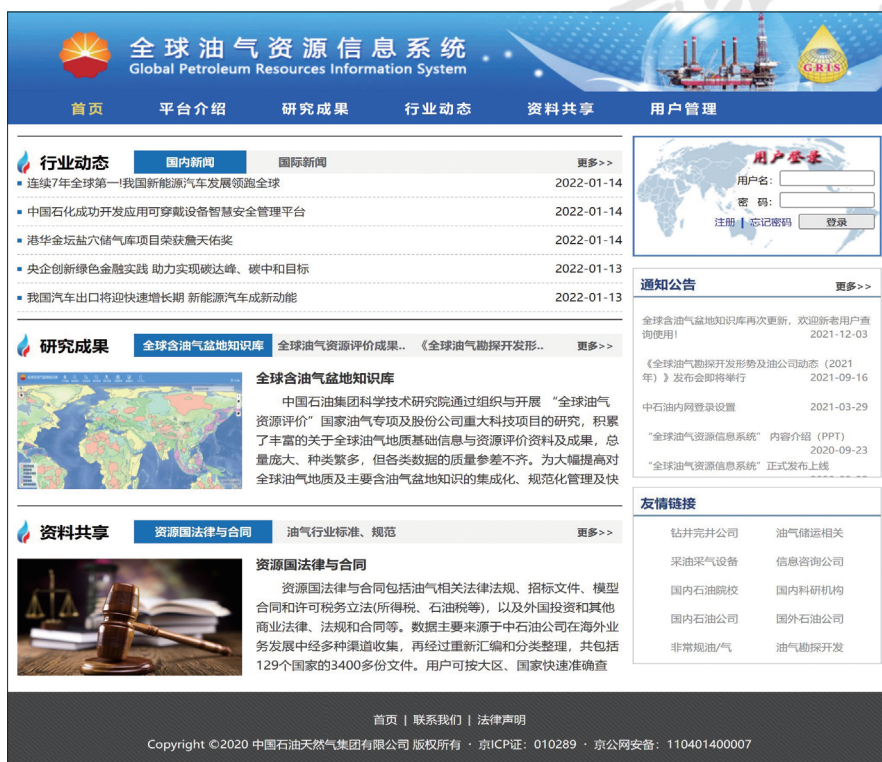 全球油气资源信息系统
Global Petroleum Resources Information System
GRIS
首页 平台介绍 研究成果 行业动态 资料共享 用户管理
行业动态 国内新闻 国际新闻 更多>>
连续7年全球第一!我国新能源汽车发展领跑全球 2022-01-14
中国石化成功开发应用可穿戴设备智慧安全管理平台 2022-01-14
港华金坛盐穴储气库项目荣获詹天佑奖 2022-01-14
央企创新绿色金融实践 助力实现碳达峰、碳中和目标 2022-01-13
我国汽车出口将迎快速增长期 新能源汽车成新动能 2022-01-13
研究成果 全球含油气盆地知识库 全球油气资源评价成果.. 《全球油气勘探开发形.. 更多>>
全球含油气盆地知识库
中国石油集团科学技术研究院通过组织与开展 “全球油气
资源评价”国家油气专项及股份公司重大科技项目的研究，积累
了丰富的关于全球油气地质基础信息与资源评价资料及成果，总
量庞大、种类繁多，但各类数据的质量参差不齐。为大幅提高对
全球油气地质及主要含油气盆地知识的集成化、规范化管理及快
资料共享 资源国法律与合同 油气行业标准、规范 更多>>
资源国法律与合同
资源国法律与合同包括油气相关法律法规、招标文件、模型
合同和许可税务立法(所得税、石油税等)，以及外国投资和其他
商业法律、法规和合同等。数据主要来源于中石油公司在海外业
务发展中经多种渠道收集，再经过重新汇编和分类整理，共包括
129个国家的3400多份文件。用户可按大区、国家快速准确查
用户登录
用户名：
密 码：
注册 | 忘记密码 登录
通知公告 更多>>
全球含油气盆地知识库再次更新，欢迎新老用户查
询使用！ 2021-12-03
《全球油气勘探开发形势及油公司动态（2021
年）》发布会即将举行 2021-09-16
中石油内网登录设置 2021-03-29
“全球油气资源信息系统” 内容介绍（PPT）
2020-09-23
“全球油气资源信息系统”正式发布上线
友情链接
钻井完井公司 油气储运相关
采油采气设备 信息咨询公司
国内石油院校 国内科研机构
国内石油公司 国外石油公司
非常规油/气 油气勘探开发
首页 | 联系我们 | 法律声明
Copyright ©2020 中国石油天然气集团有限公司 版权所有 · 京ICP证：010289 · 京公网安备：110401400007